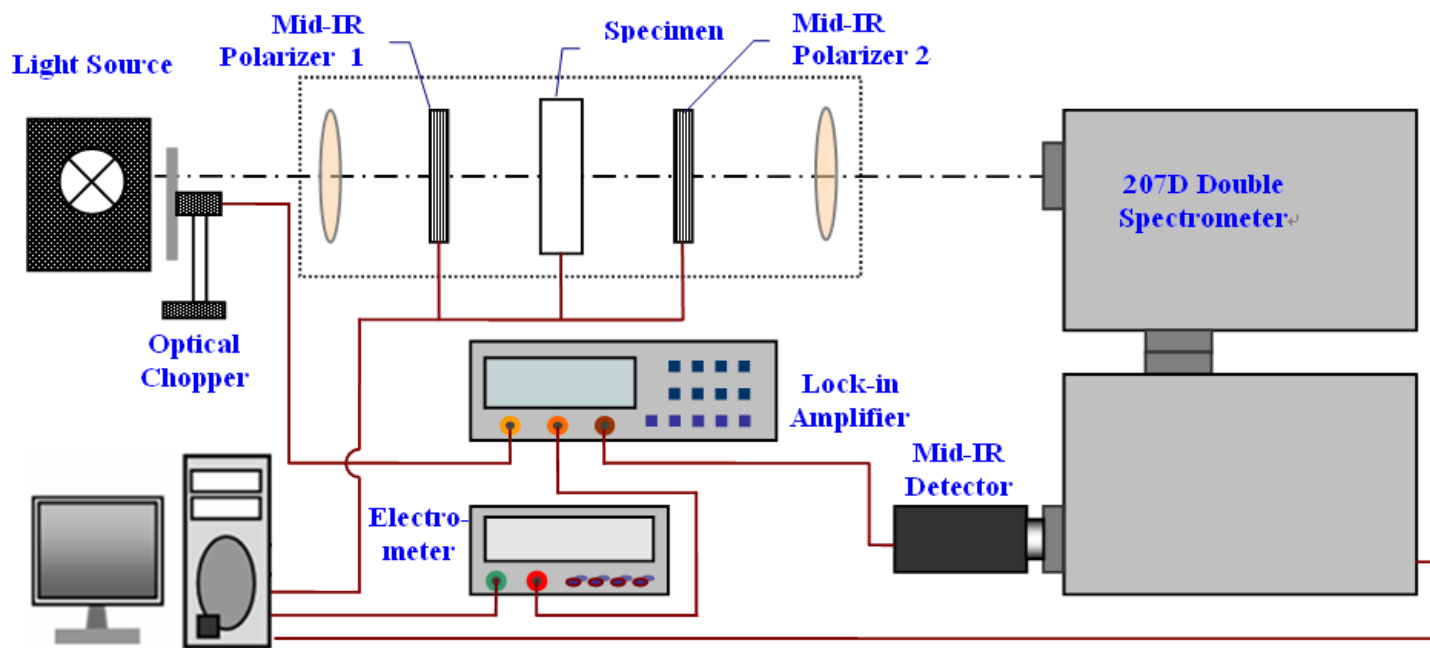 Mid-IR
Polarizer 1
Specimen
Mid-IR
Polarizer 2
Light Source
207D Double
Spectrometer↵
Optical
Chopper
Lock-in
Amplifier
Mid-IR
Detector
Electro-
meter